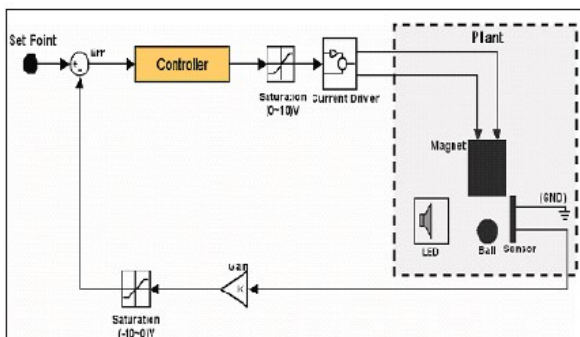 Plant
Set Point
Err
Controller
Saturation
(0~10)V
Current Driver
Magnet
(GND)
LED
Ball
Sensor
Gain
K
Saturation
(-10~0)V